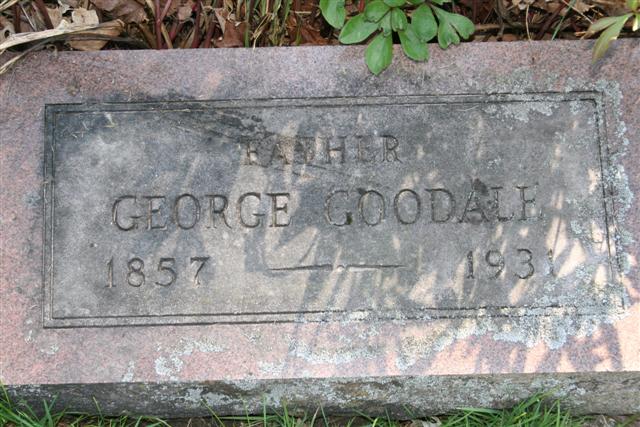 FATHER
GEORGE GOODALE
1857 — 1931